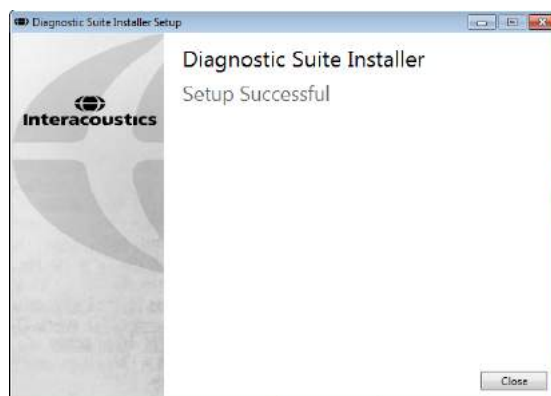 Diagnostic Suite Installer Setup
Diagnostic Suite Installer
Setup Successful
Interacoustics
Close